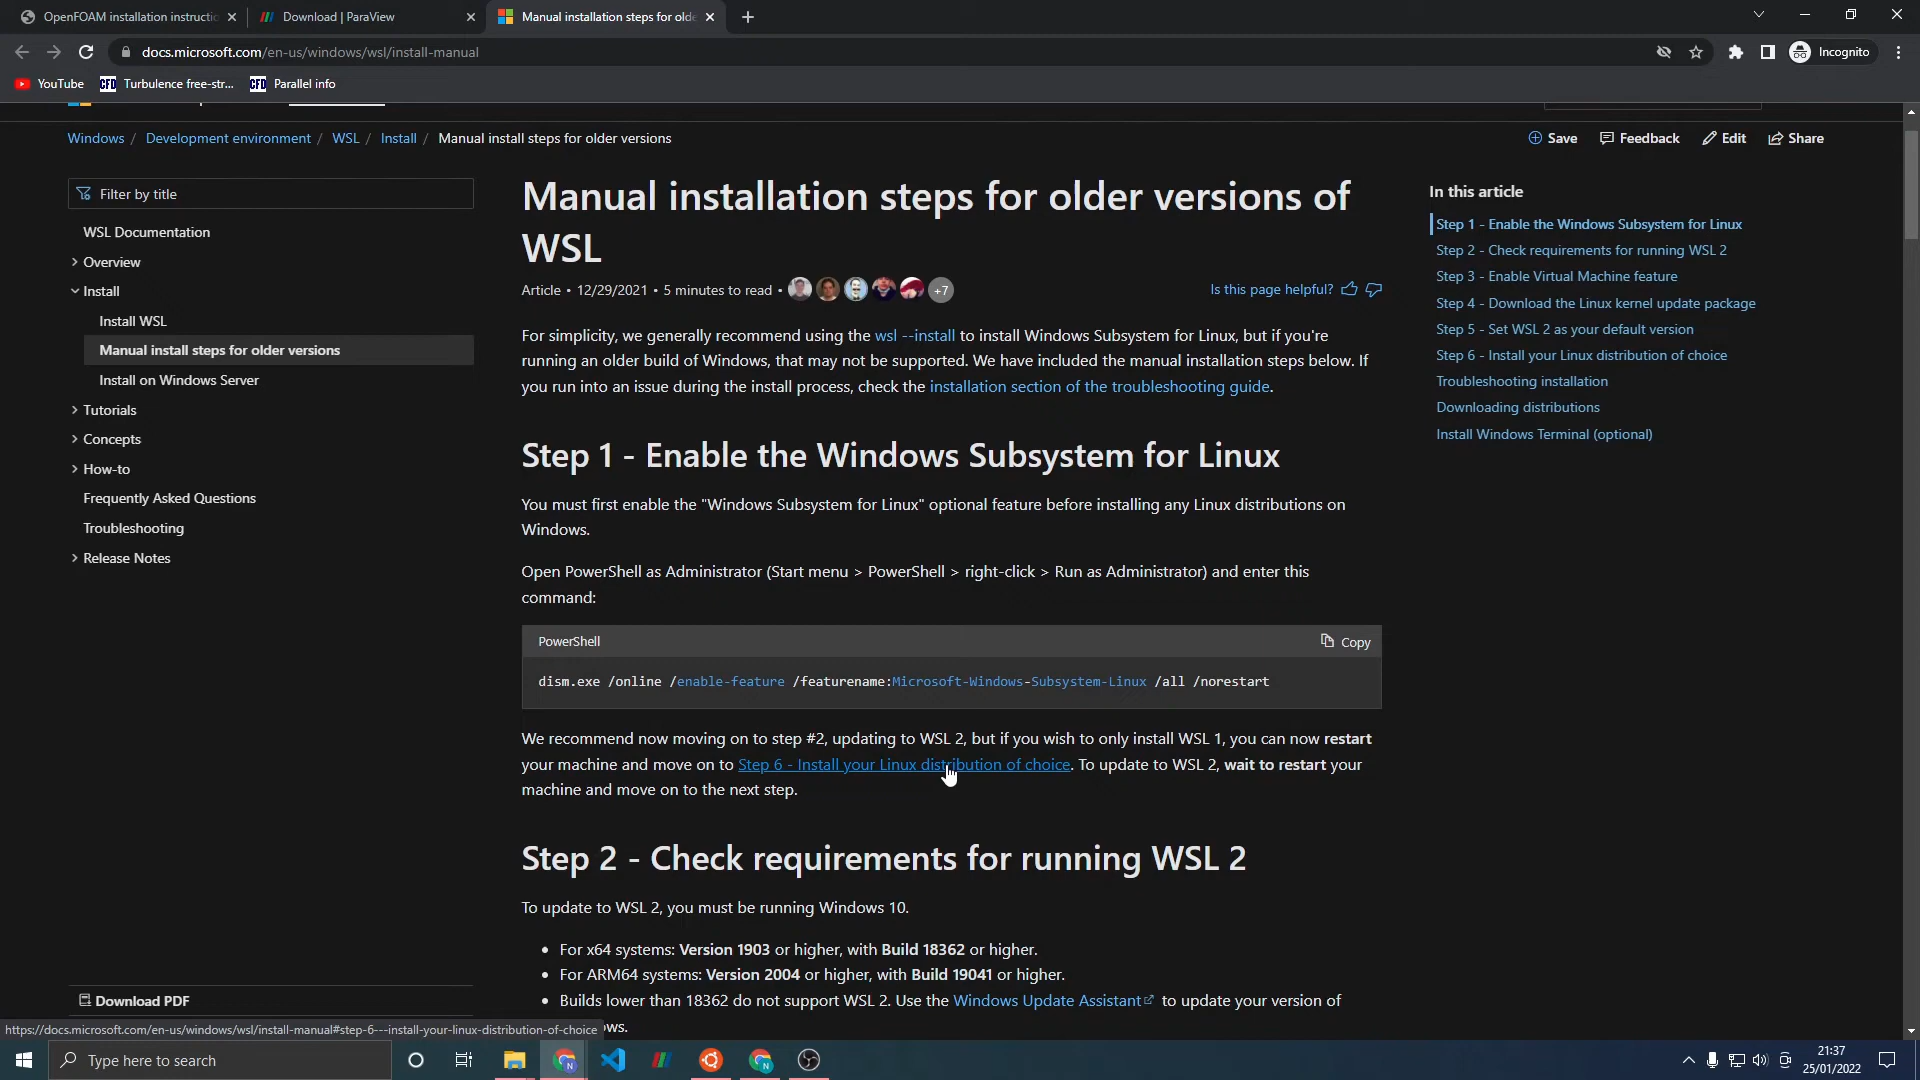 OpenFOAM installation instructio
Download | ParaView
Manual installation steps for olde
docs.microsoft.com/en-us/windows/wsl/install-manual
Incognito
YouTube
CFD Turbulence free-str...
CFD Parallel info
Windows / Development environment / WSL / Install / Manual install steps for older versions
Save
Feedback
Edit
Share
Filter by title
WSL Documentation
Overview
Install
Install WSL
Manual install steps for older versions
Install on Windows Server
Tutorials
Concepts
How-to
Frequently Asked Questions
Troubleshooting
Release Notes
Download PDF
Manual installation steps for older versions of
WSL
Article • 12/29/2021 • 5 minutes to read •
+7
Is this page helpful?
For simplicity, we generally recommend using the wsl --install to install Windows Subsystem for Linux, but if you're
running an older build of Windows, that may not be supported. We have included the manual installation steps below. If
you run into an issue during the install process, check the installation section of the troubleshooting guide.
Step 1 - Enable the Windows Subsystem for Linux
You must first enable the "Windows Subsystem for Linux" optional feature before installing any Linux distributions on
Windows.
Open PowerShell as Administrator (Start menu > PowerShell > right-click > Run as Administrator) and enter this
command:
PowerShell
Copy
dism.exe /online /enable-feature /featurename:Microsoft-Windows-Subsystem-Linux /all /norestart
We recommend now moving on to step #2, updating to WSL 2, but if you wish to only install WSL 1, you can now restart
your machine and move on to Step 6 - Install your Linux distribution of choice. To update to WSL 2, wait to restart your
machine and move on to the next step.
Step 2 - Check requirements for running WSL 2
To update to WSL 2, you must be running Windows 10.
• For x64 systems: Version 1903 or higher, with Build 18362 or higher.
• For ARM64 systems: Version 2004 or higher, with Build 19041 or higher.
• Builds lower than 18362 do not support WSL 2. Use the Windows Update Assistant to update your version of
ows.
In this article
Step 1 - Enable the Windows Subsystem for Linux
Step 2 - Check requirements for running WSL 2
Step 3 - Enable Virtual Machine feature
Step 4 - Download the Linux kernel update package
Step 5 - Set WSL 2 as your default version
Step 6 - Install your Linux distribution of choice
Troubleshooting installation
Downloading distributions
Install Windows Terminal (optional)
https://docs.microsoft.com/en-us/windows/wsl/install-manual#step-6---install-your-linux-distribution-of-choice
Type here to search
N
N
21:37
25/01/2022